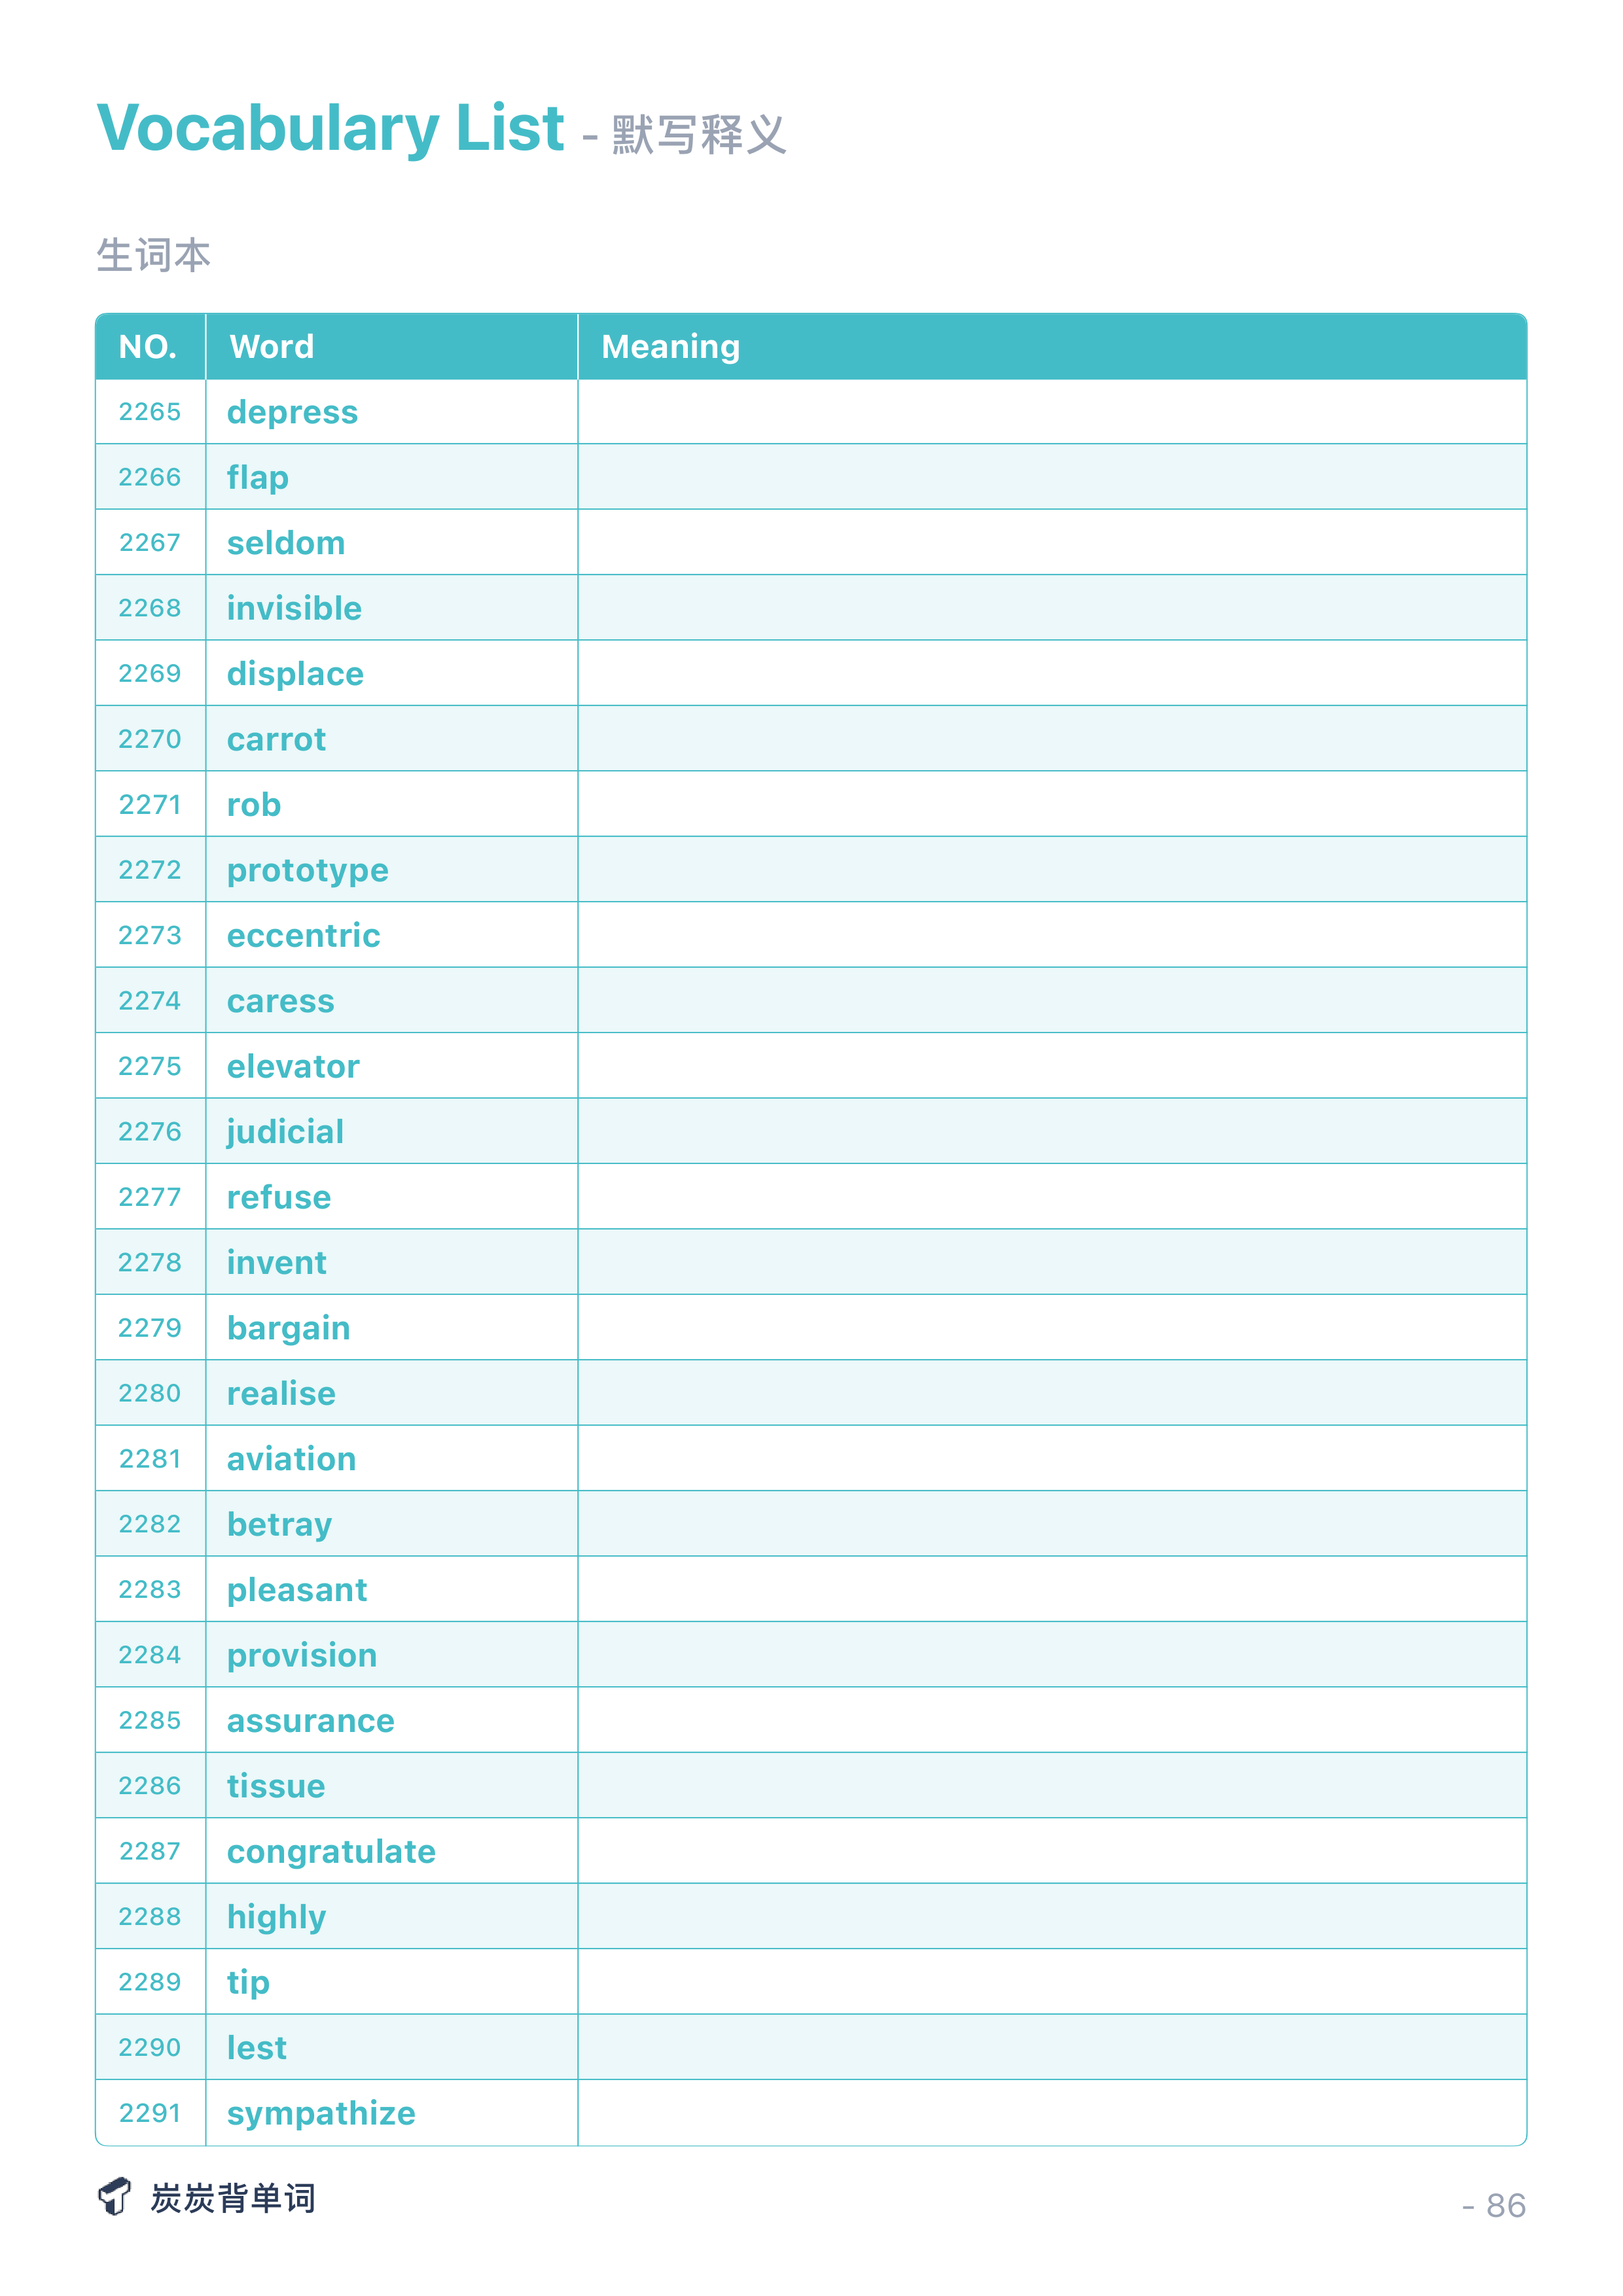 Vocabulary List - 默写释义
生词本
NO. Word Meaning
2265 depress
2266 flap
2267 seldom
2268 invisible
2269 displace
2270 carrot
2271 rob
2272 prototype
2273 eccentric
2274 caress
2275 elevator
2276 judicial
2277 refuse
2278 invent
2279 bargain
2280 realise
2281 aviation
2282 betray
2283 pleasant
2284 provision
2285 assurance
2286 tissue
2287 congratulate
2288 highly
2289 tip
2290 lest
2291 sympathize
炭炭背单词
- 86